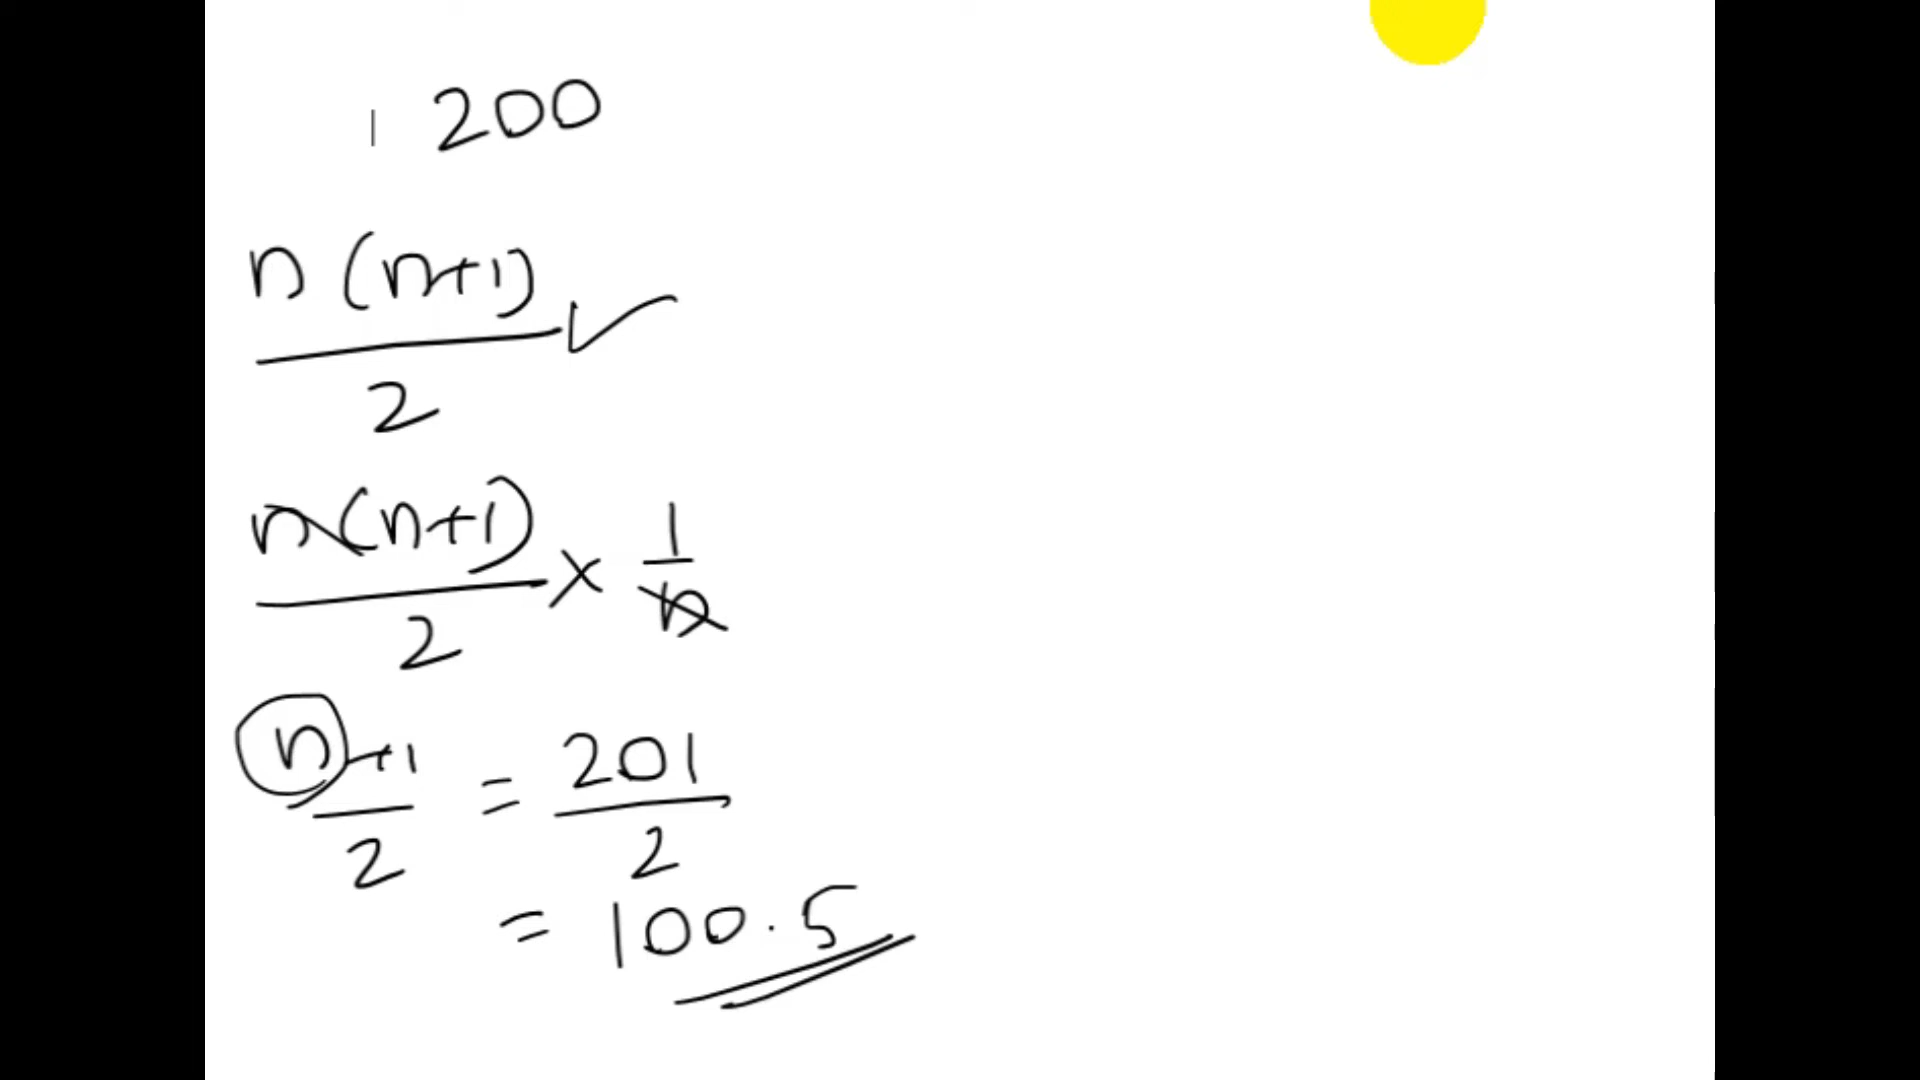 1 200
n(n+1)/2 ✓
n(n+1)/2 × 1/n
n+1/2 = 201/2
= 100.5